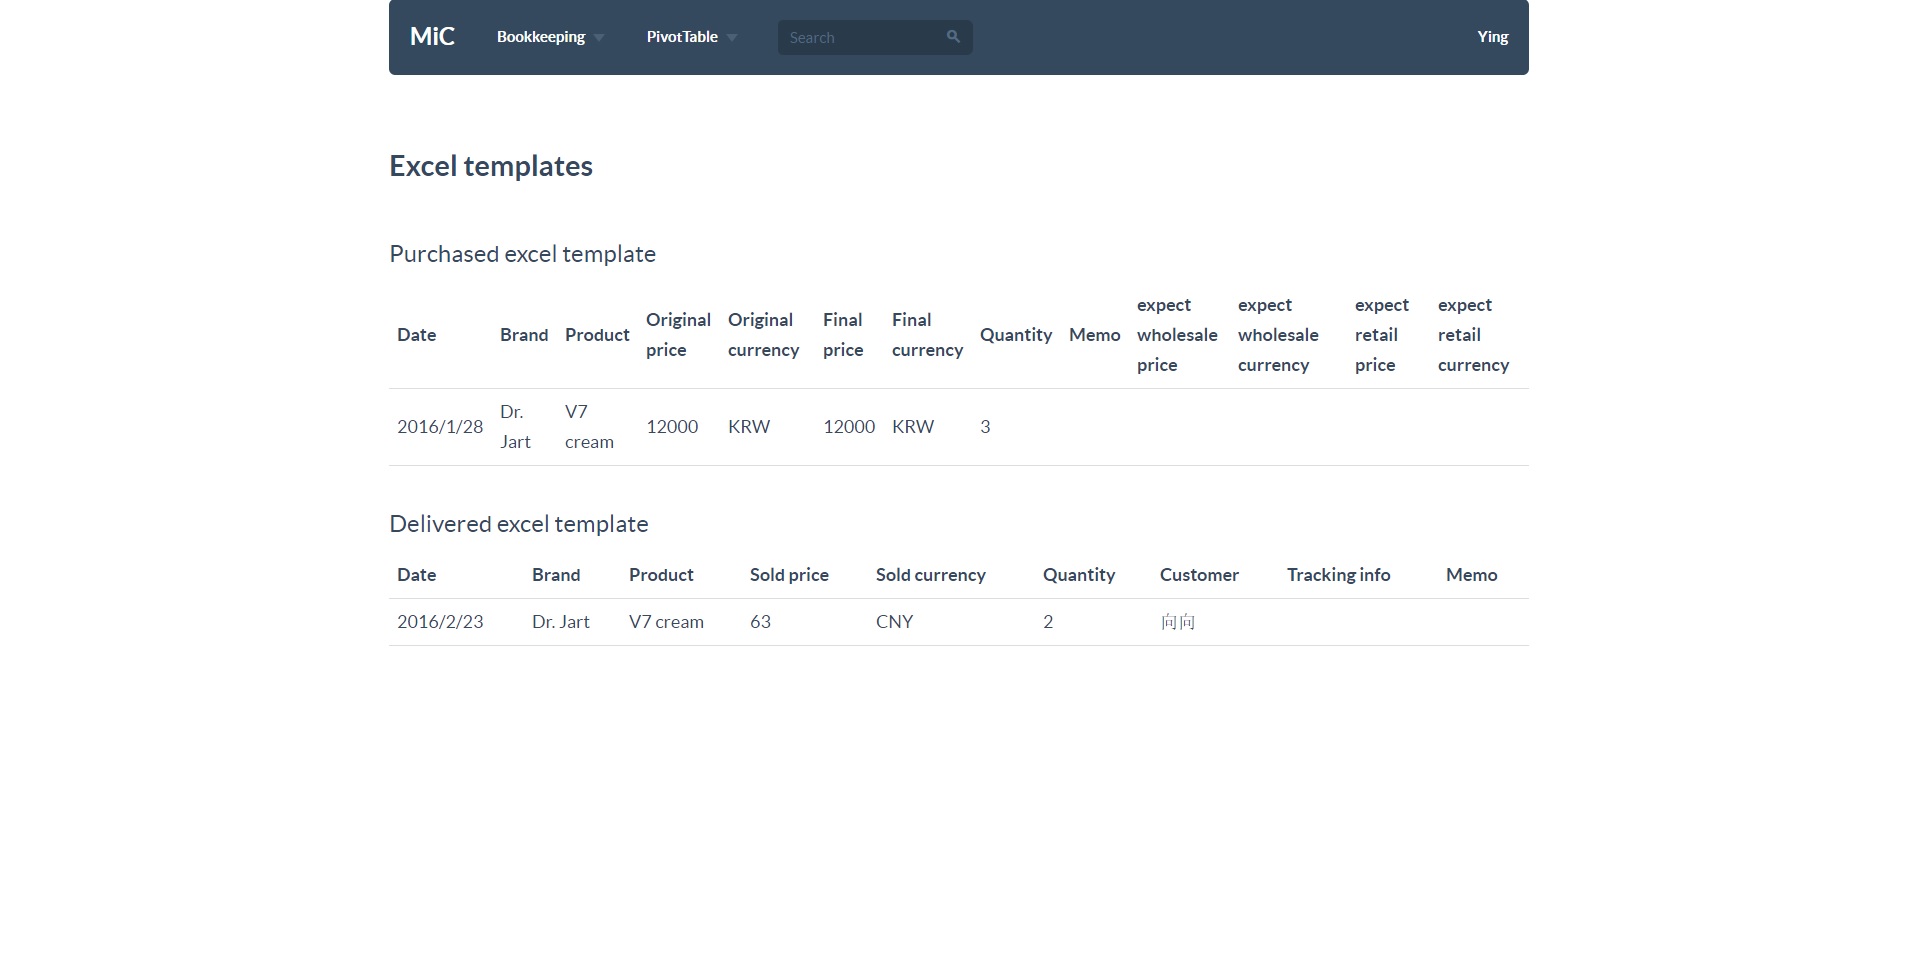 MiC Bookkeeping PivotTable Search Ying
Excel templates
Purchased excel template
Date Brand Product Original price Original currency Final price Final currency Quantity Memo expect wholesale price expect wholesale currency expect retail price expect retail currency
2016/1/28 Dr. Jart V7 cream 12000 KRW 12000 KRW 3
Delivered excel template
Date Brand Product Sold price Sold currency Quantity Customer Tracking info Memo
2016/2/23 Dr. Jart V7 cream 63 CNY 2 向向